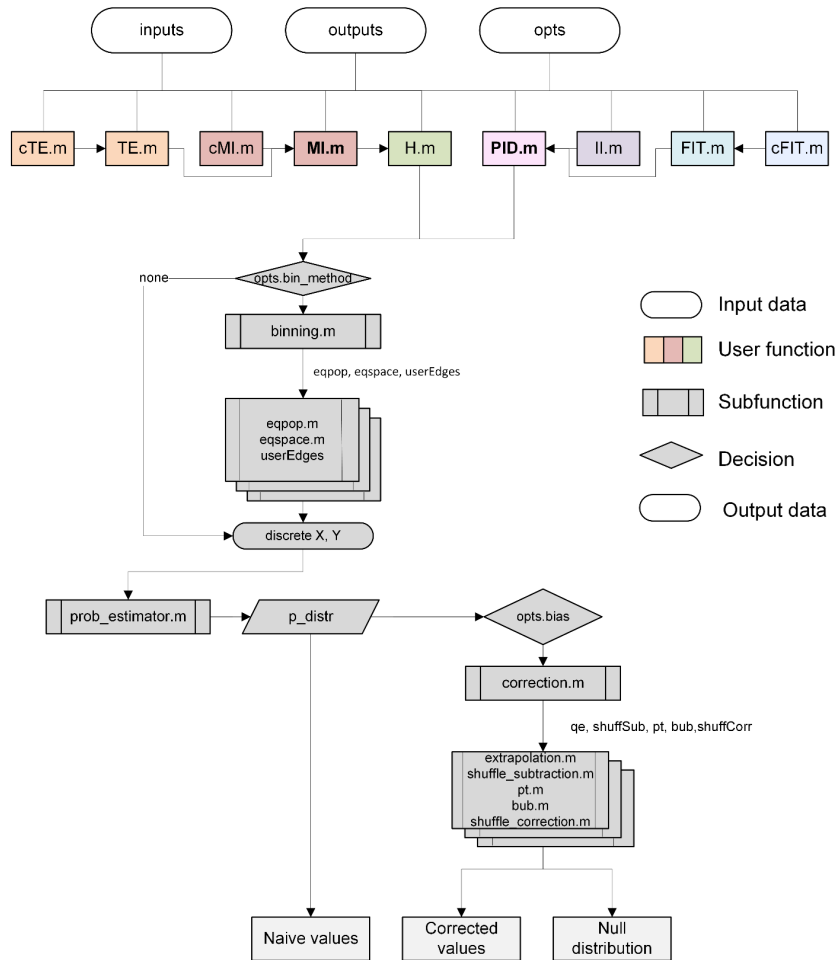 inputs
outputs
opts
cTE.m
TE.m
cMI.m
MI.m
H.m
PID.m
II.m
FIT.m
cFIT.m
none
opts.bin_method
binning.m
eqpop, eqspace, userEdges
eqpop.m
eqspace.m
userEdges
discrete X, Y
Input data
User function
Subfunction
Decision
Output data
prob_estimator.m
p_distr
opts.bias
correction.m
qe, shuffSub, pt, bub,shuffCorr
extrapolation.m
shuffle_subtraction.m
pt.m
bub.m
shuffle_correction.m
Naive values
Corrected
values
Null
distribution